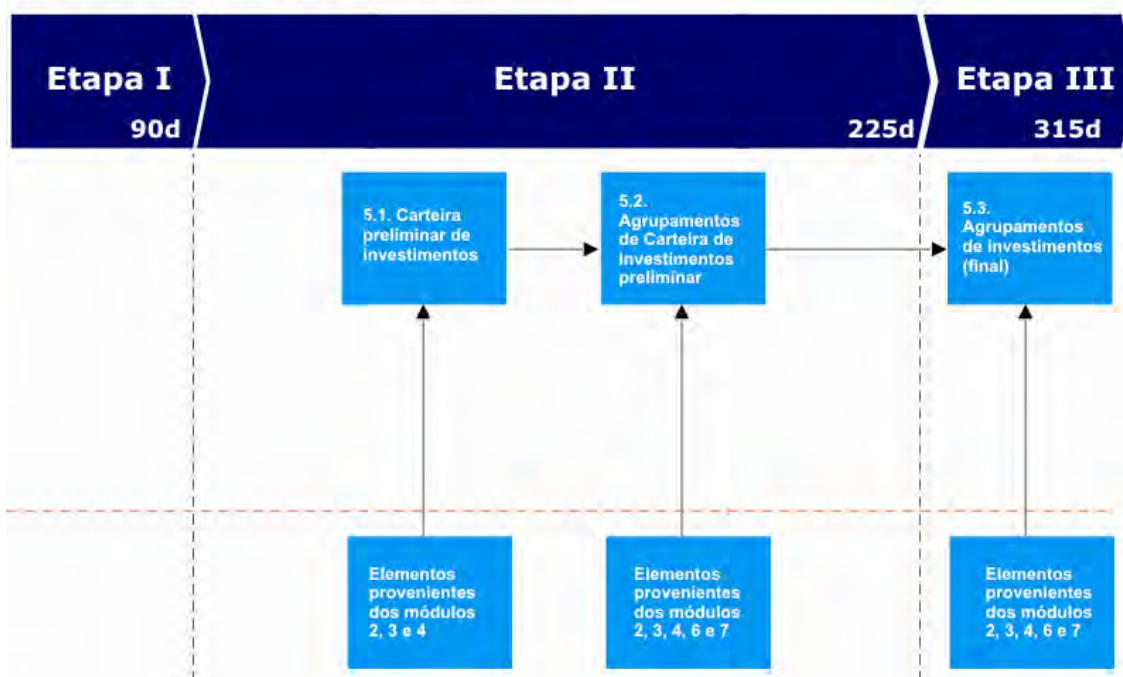 Etapa I
90d
Etapa II
225d
Etapa III
315d
5.1. Carteira
preliminar de
investimentos
5.2.
Agrupamentos
de Carteira de
investimentos
preliminar
5.3.
Agrupamentos
de investimentos
(final)
Elementos
provenientes
dos módulos
2, 3 e 4
Elementos
provenientes
dos módulos
2, 3, 4, 6 e 7
Elementos
provenientes
dos módulos
2, 3, 4, 6 e 7